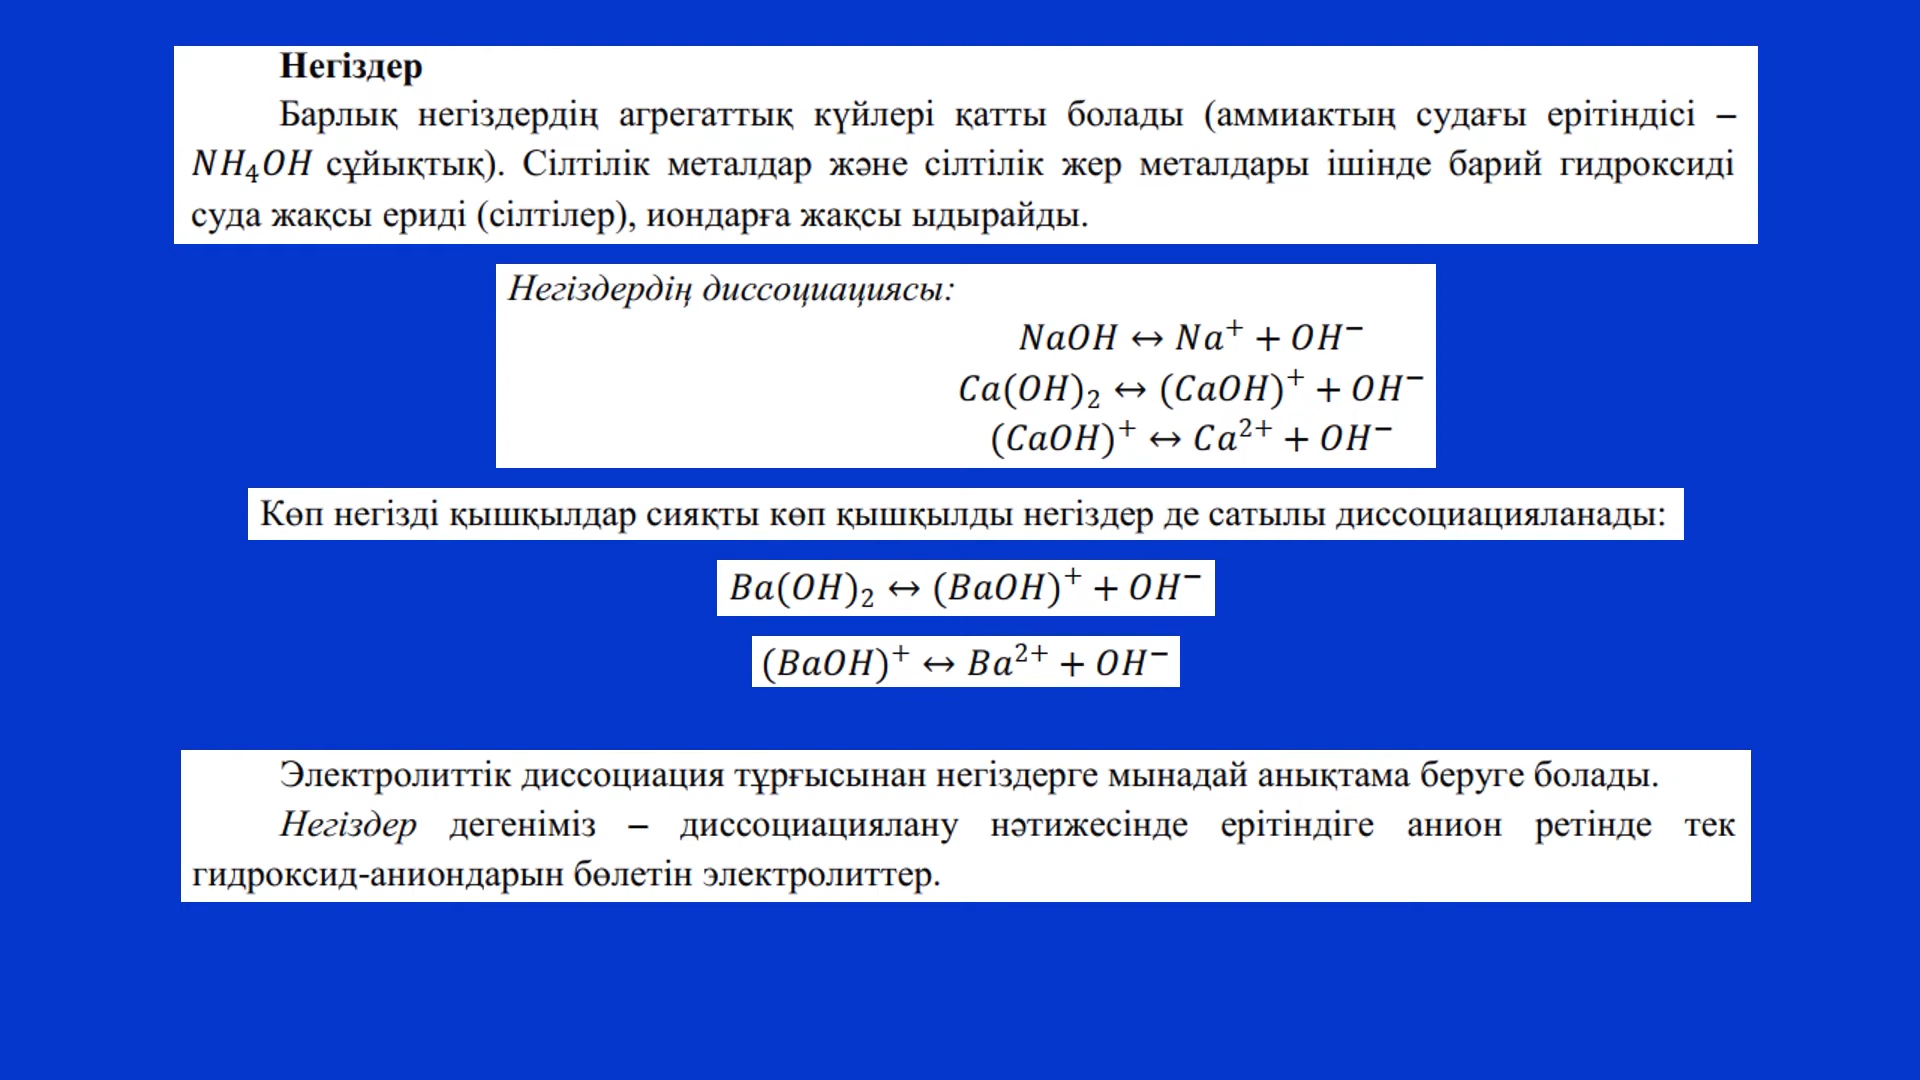 Негіздер
Барлық негіздердің агрегаттық күйлері қатты болады (аммиактың судағы ерітіндісі –
NH₄OH сұйықтық). Сілтілік металдар және сілтілік жер металдары ішінде барий гидроксиді
суда жақсы ериді (сілтілер), иондарға жақсы ыдырайды.
Негіздердің диссоциациясы:
NaOH ↔ Na⁺ + OH⁻
Ca(OH)₂ ↔ (CaOH)⁺ + OH⁻
(CaOH)⁺ ↔ Ca²⁺ + OH⁻
Көп негізді қышқылдар сияқты көп қышқылды негіздер де сатылы диссоциацияланады:
Ba(OH)₂ ↔ (BaOH)⁺ + OH⁻
(BaOH)⁺ ↔ Ba²⁺ + OH⁻
Электролиттік диссоциация тұрғысынан негіздерге мынадай анықтама беруге болады.
Негіздер дегеніміз – диссоциациялану нәтижесінде ерітіндіге анион ретінде тек
гидроксид-аниондарын бөлетін электролиттер.